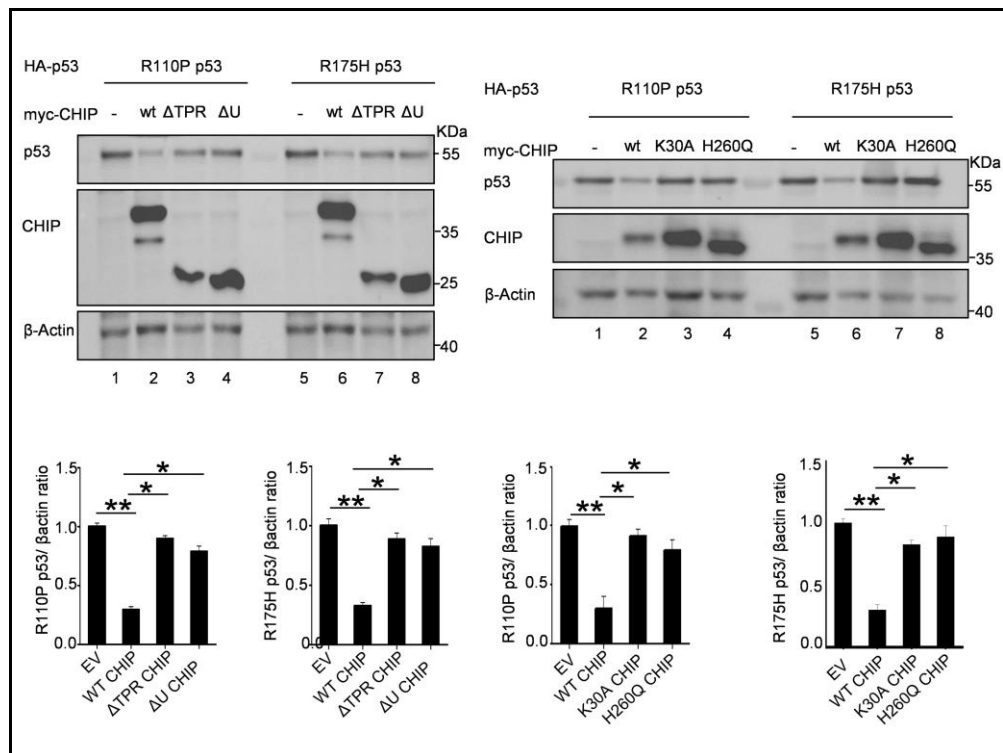 HA-p53 R110P p53 R175H p53
myc-CHIP - wt ΔTPR ΔU - wt ΔTPR ΔU
KDa
p53 55
CHIP 35
25
β-Actin
40
1 2 3 4 5 6 7 8
HA-p53 R110P p53 R175H p53
myc-CHIP - wt K30A H260Q - wt K30A H260Q
KDa
p53 55
CHIP
35
β-Actin
40
1 2 3 4 5 6 7 8
R110P p53/ βactin ratio
1.5
1.0
0.5
0.0
** * *
EV WT CHIP ΔTPR CHIP ΔU CHIP
R175H p53/ βactin ratio
1.5
1.0
0.5
0.0
** * *
EV WT CHIP ΔTPR CHIP ΔU CHIP
R110P p53/ βactin ratio
1.5
1.0
0.5
0.0
** * *
EV WT CHIP K30A CHIP H260Q CHIP
R175H p53/ βactin ratio
1.5
1.0
0.5
0.0
** * *
EV WT CHIP K30A CHIP H260Q CHIP